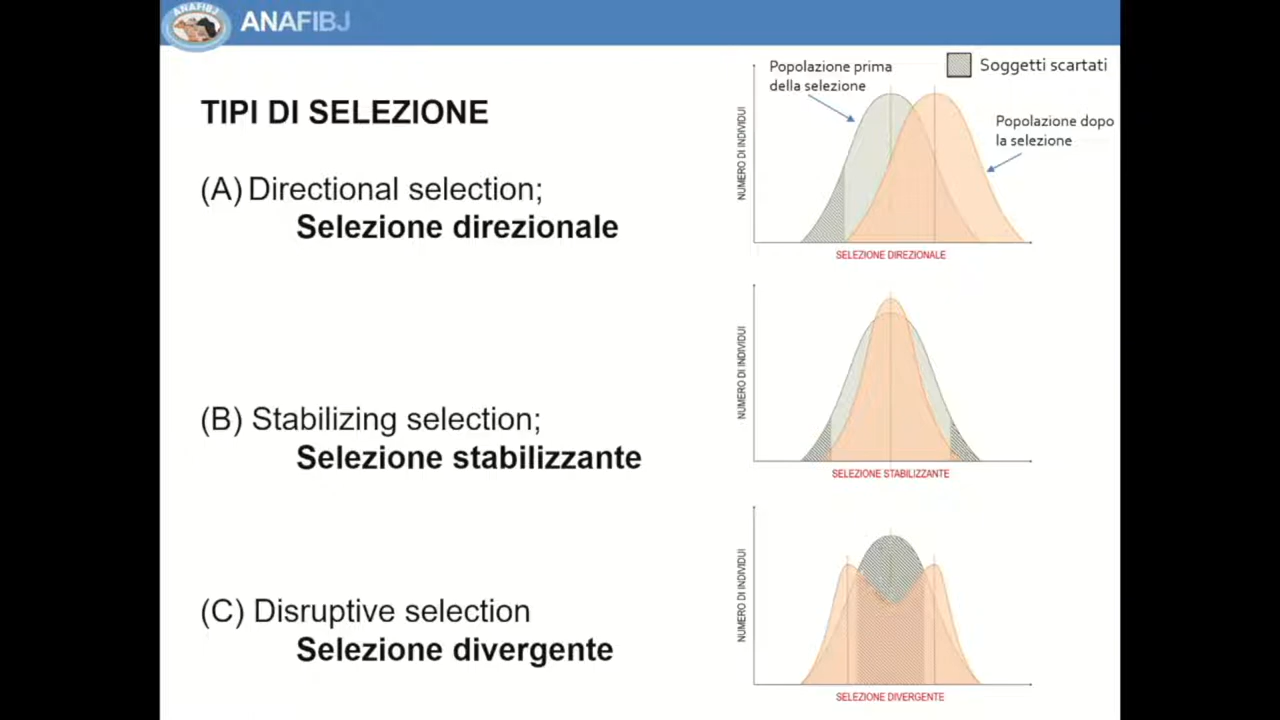 ANAFIBJ
ANAFIBJ
TIPI DI SELEZIONE
(A) Directional selection;
Selezione direzionale
(B) Stabilizing selection;
Selezione stabilizzante
(C) Disruptive selection
Selezione divergente
Popolazione prima
della selezione
Soggetti scartati
Popolazione dopo
la selezione
NUMERO DI INDIVIDUI
SELEZIONE DIREZIONALE
NUMERO DI INDIVIDUI
SELEZIONE STABILIZZANTE
NUMERO DI INDIVIDUI
SELEZIONE DIVERGENTE